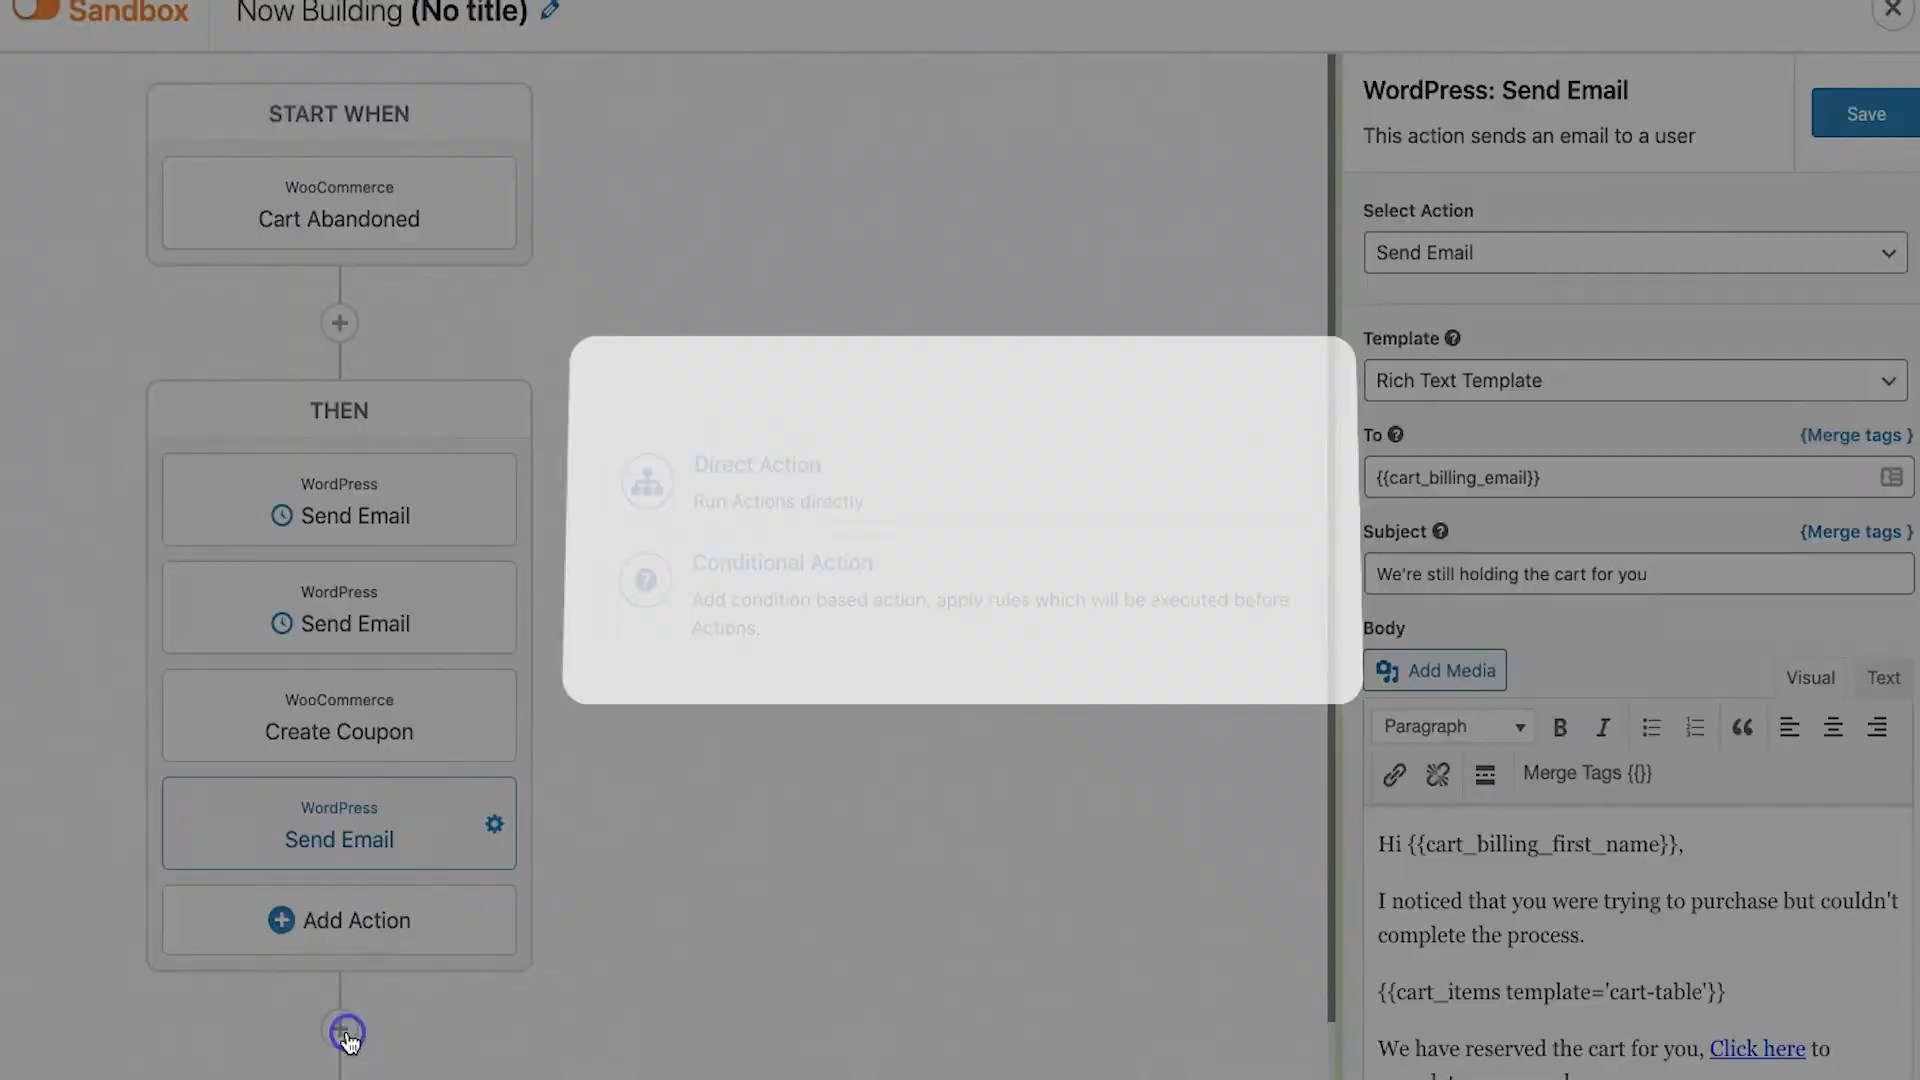 Sandbox
Now Building (No title)
START WHEN
WooCommerce
Cart Abandoned
THEN
WordPress
Send Email
WordPress
Send Email
WooCommerce
Create Coupon
WordPress
Send Email
Add Action
Direct Action
Run Actions directly
Conditional Action
Add condition based action, apply rules which will be executed before
Actions.
WordPress: Send Email
This action sends an email to a user
Save
Select Action
Send Email
Template
Rich Text Template
To
{Merge tags }
{{cart_billing_email}}
Subject
{Merge tags }
We're still holding the cart for you
Body
Add Media
Visual Text
Paragraph
Merge Tags {{}}
Hi {{cart_billing_first_name}},
I noticed that you were trying to purchase but couldn't
complete the process.
{{cart_items template='cart-table'}}
We have reserved the cart for you, Click here to